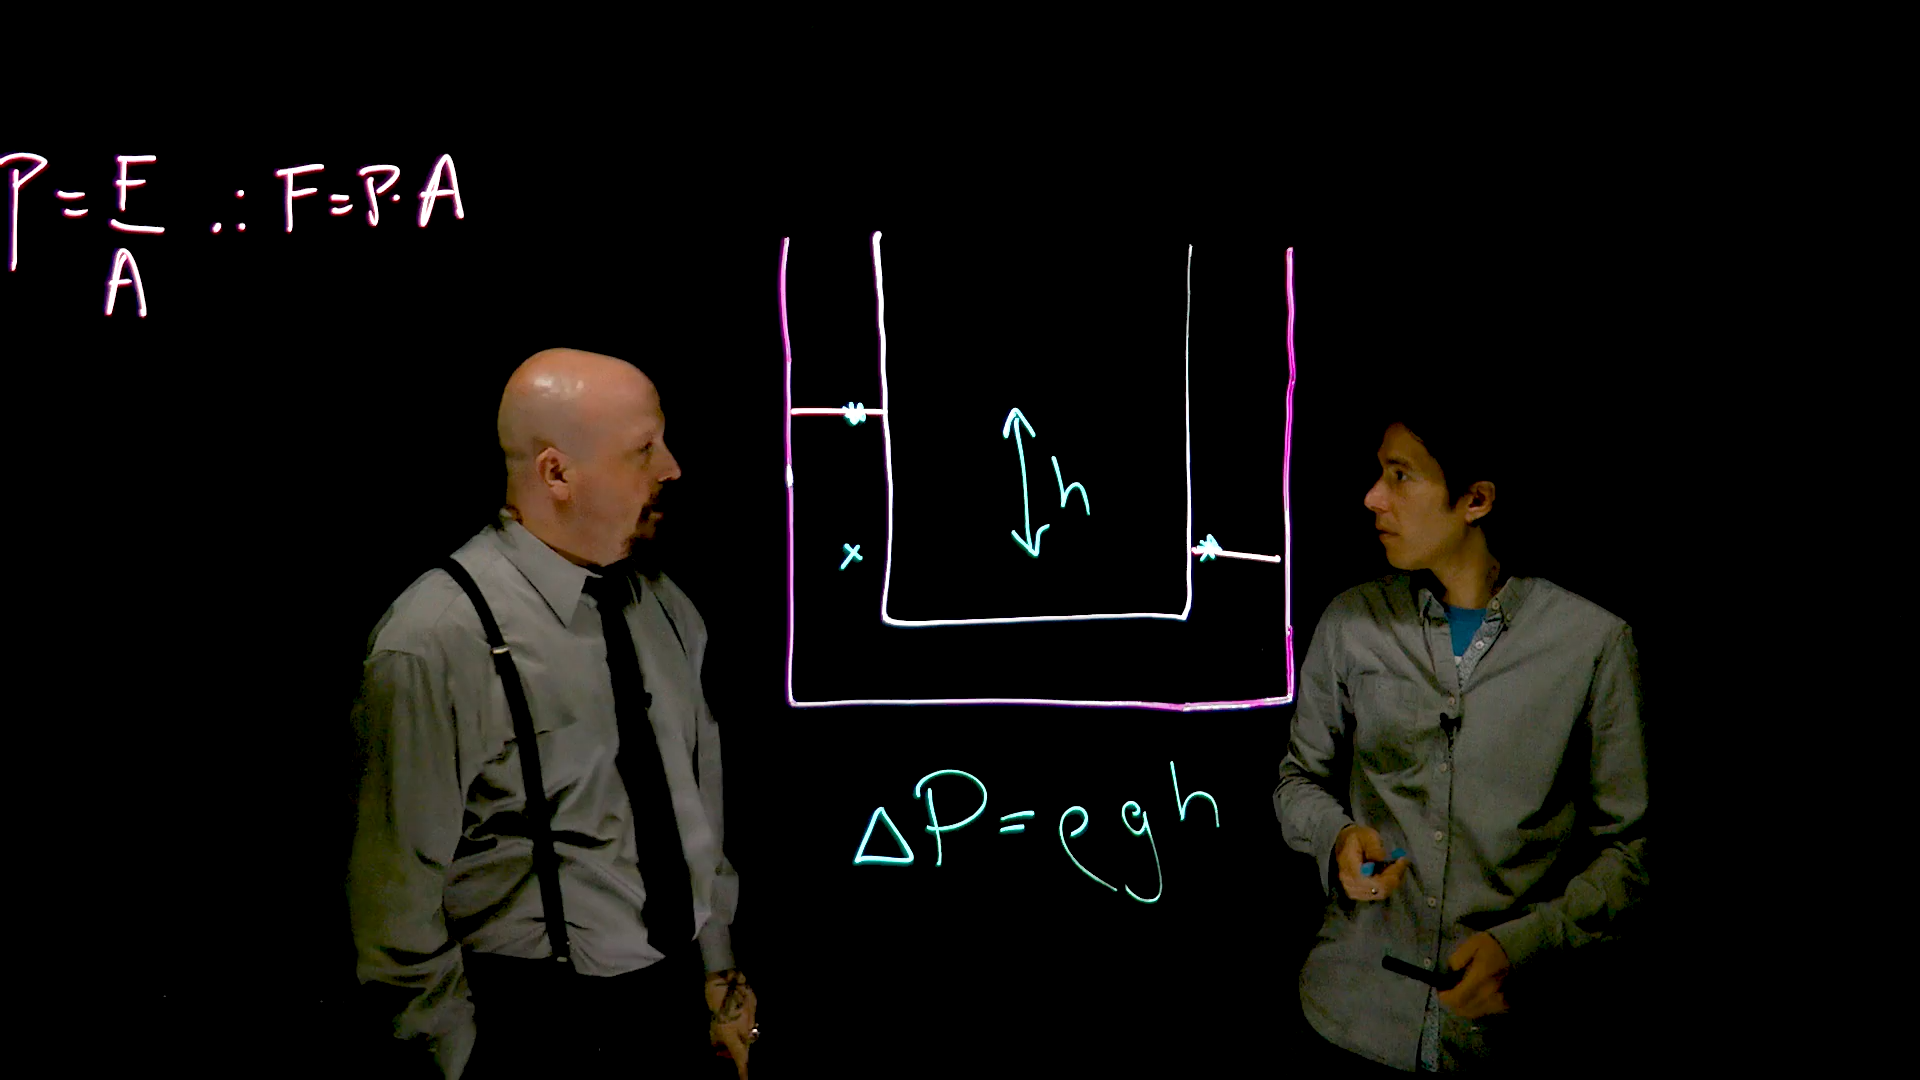 P = F/A ∴ F = P · A
h
ΔP = ρgh